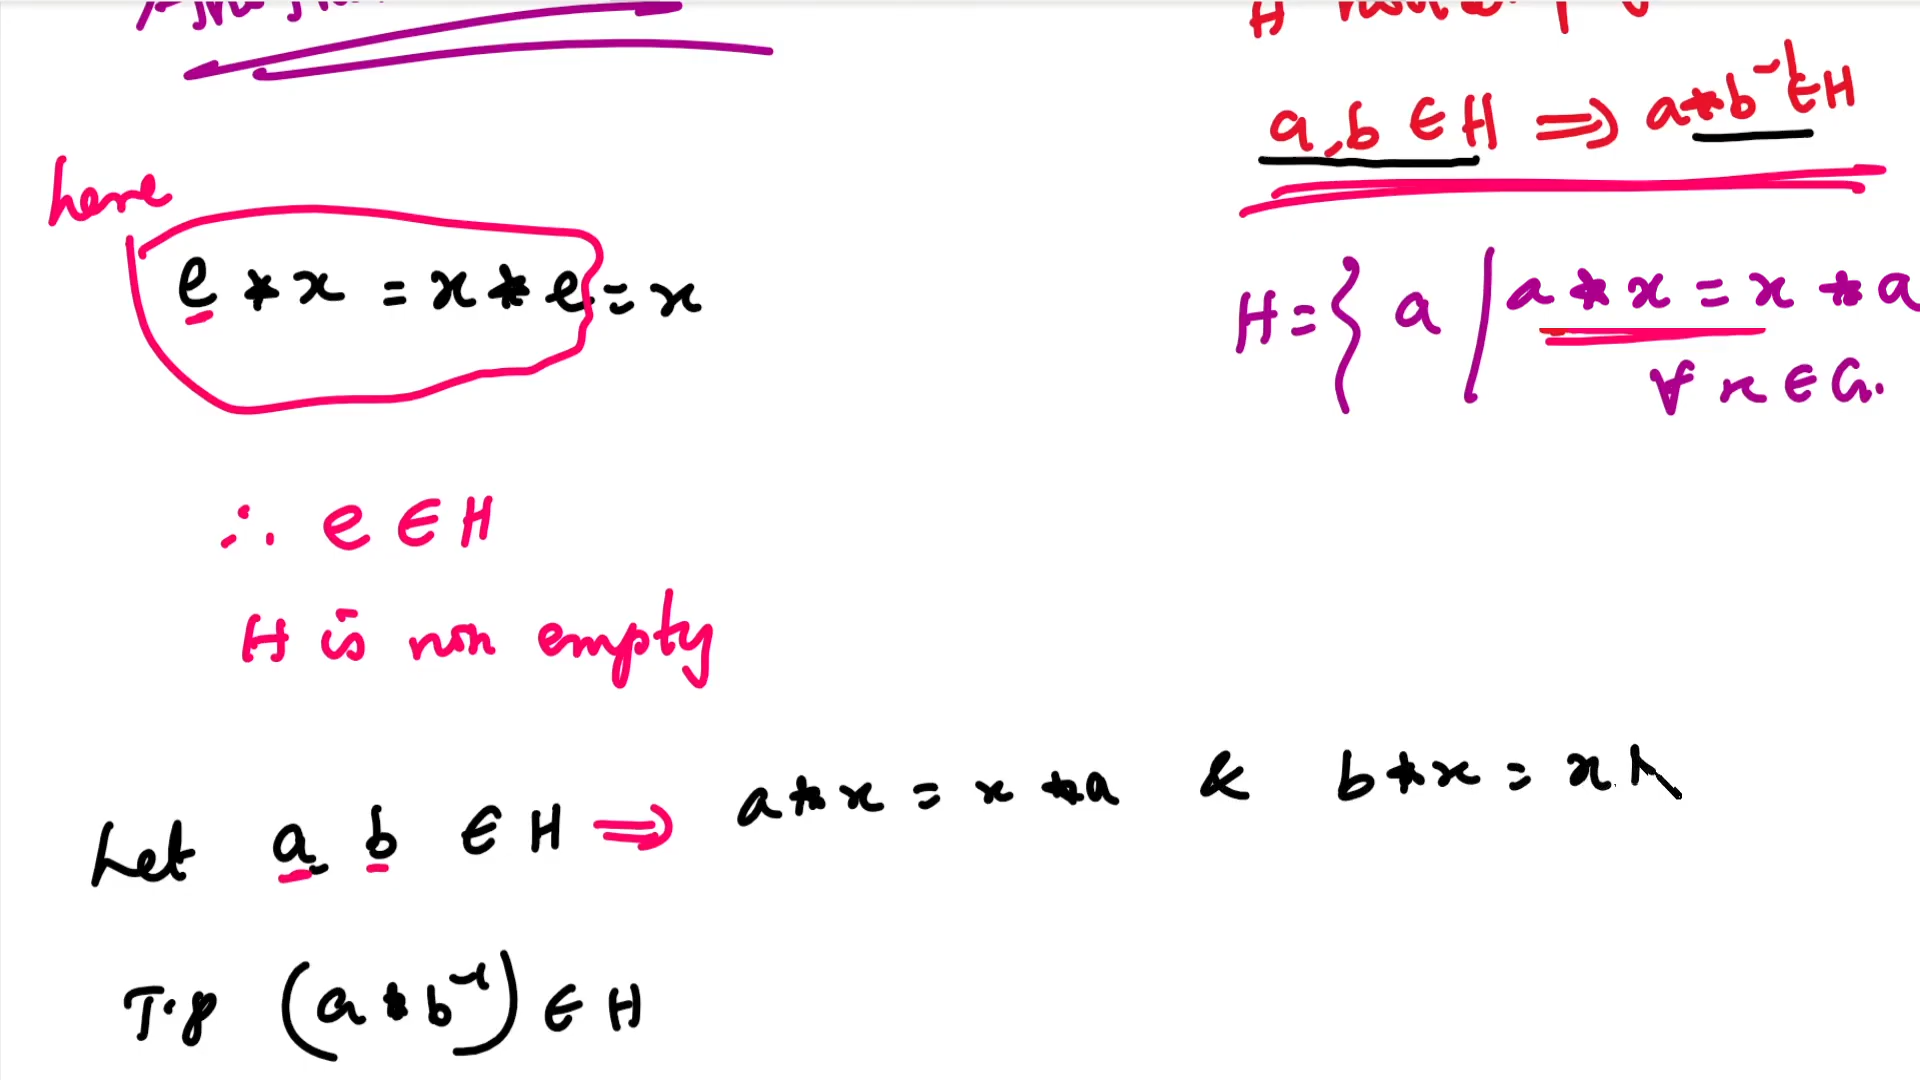 a, b ∈ H ⇒ a * b⁻¹ ∈ H
here
e * x = x * e = x
H = { a | a * x = x * a
∀ x ∈ G.
∴ e ∈ H
H is non empty
Let a, b ∈ H ⇒ a * x = x * a & b * x = x
T.P (a * b⁻¹) ∈ H